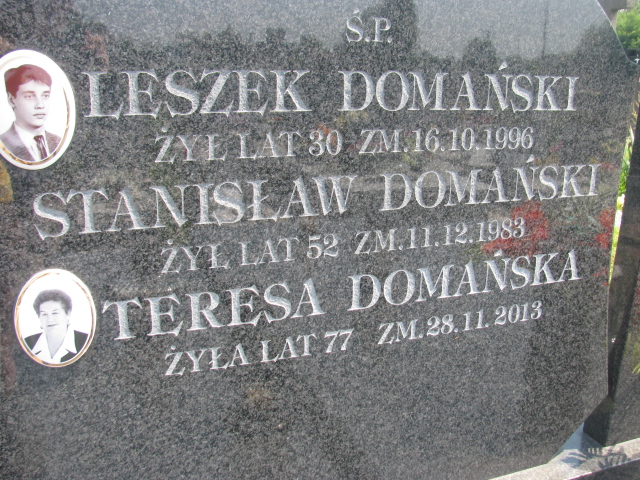 Ś.P.
LESZEK DOMAŃSKI
ŻYŁ LAT 30 ZM.16.10.1996
STANISŁAW DOMAŃSKI
ŻYŁ LAT 52 ZM.11.12.1983
TERESA DOMAŃSKA
ŻYŁA LAT 77 ZM.28.11.2013